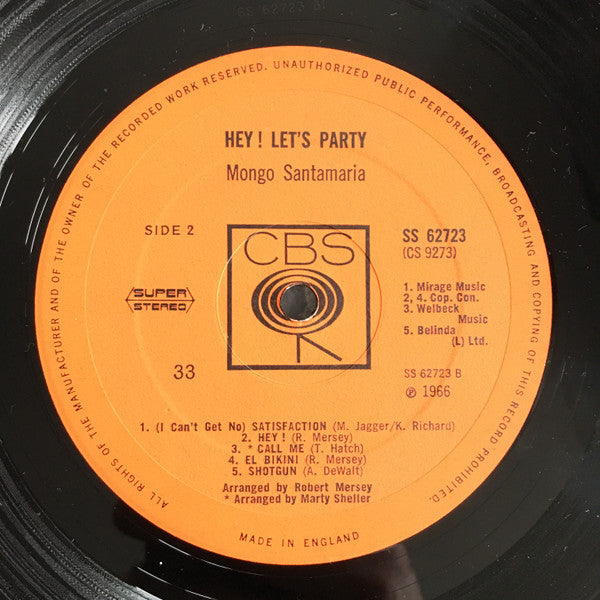 ALL RIGHTS OF THE MANUFACTURER AND OF THE OWNER OF THE RECORDED WORK RESERVED. UNAUTHORIZED PUBLIC PERFORMANCE, BROADCASTING AND COPYING OF THIS RECORD PROHIBITED.
HEY! LET'S PARTY
Mongo Santamaria
SIDE 2
CBS
SS 62723
(CS 9273)
SUPER
STEREO
1. Mirage Music
2, 4. Cop. Con.
3. Welbeck
Music
5. Belinda
(L) Ltd.
33
SS 62723 B
℗ 1966
1. (I Can't Get No) SATISFACTION (M. Jagger/K. Richard)
2. HEY! (R. Mersey)
3. * CALL ME (T. Hatch)
4. EL BIKINI (R. Mersey)
5. SHOTGUN (A. DeWalt)
Arranged by Robert Mersey
* Arranged by Marty Sheller
MADE IN ENGLAND